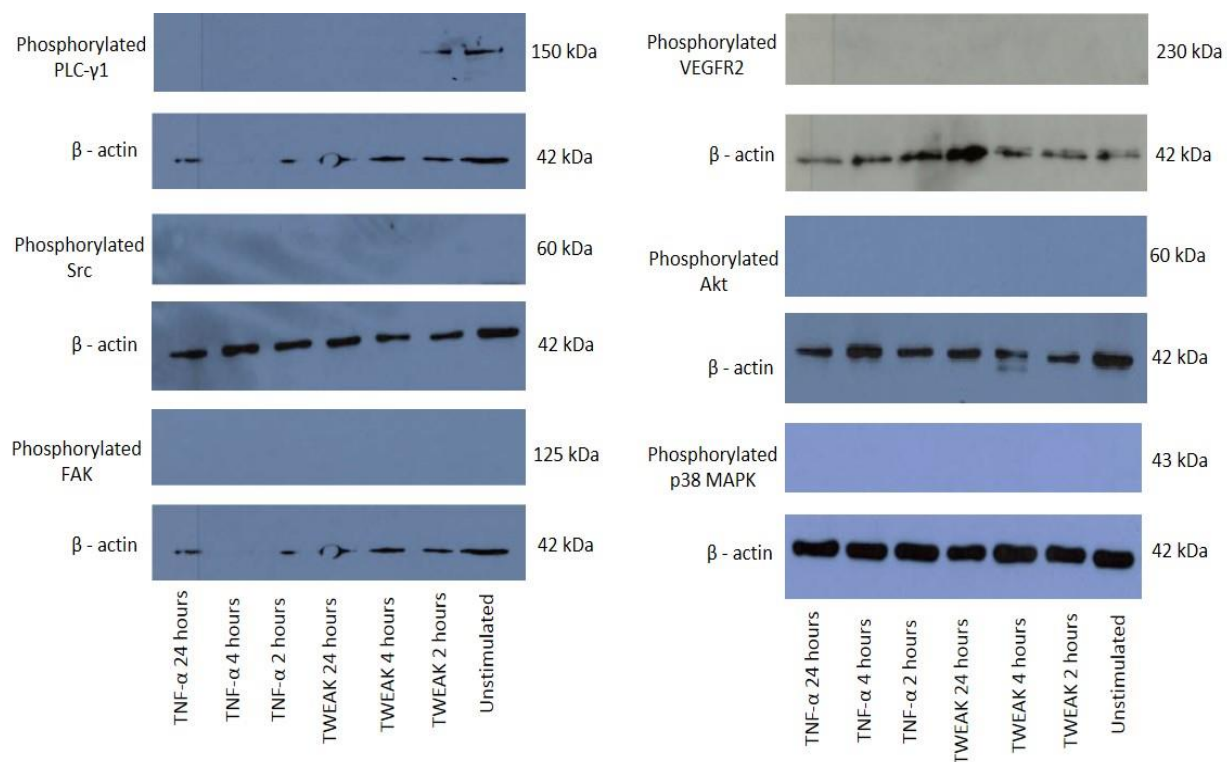 Phosphorylated
PLC-γ1
150 kDa
β - actin
42 kDa
Phosphorylated
Src
60 kDa
β - actin
42 kDa
Phosphorylated
FAK
125 kDa
β - actin
42 kDa
TNF-α 24 hours
TNF-α 4 hours
TNF-α 2 hours
TWEAK 24 hours
TWEAK 4 hours
TWEAK 2 hours
Unstimulated
Phosphorylated
VEGFR2
230 kDa
β - actin
42 kDa
Phosphorylated
Akt
60 kDa
β - actin
42 kDa
Phosphorylated
p38 MAPK
43 kDa
β - actin
42 kDa
TNF-α 24 hours
TNF-α 4 hours
TNF-α 2 hours
TWEAK 24 hours
TWEAK 4 hours
TWEAK 2 hours
Unstimulated